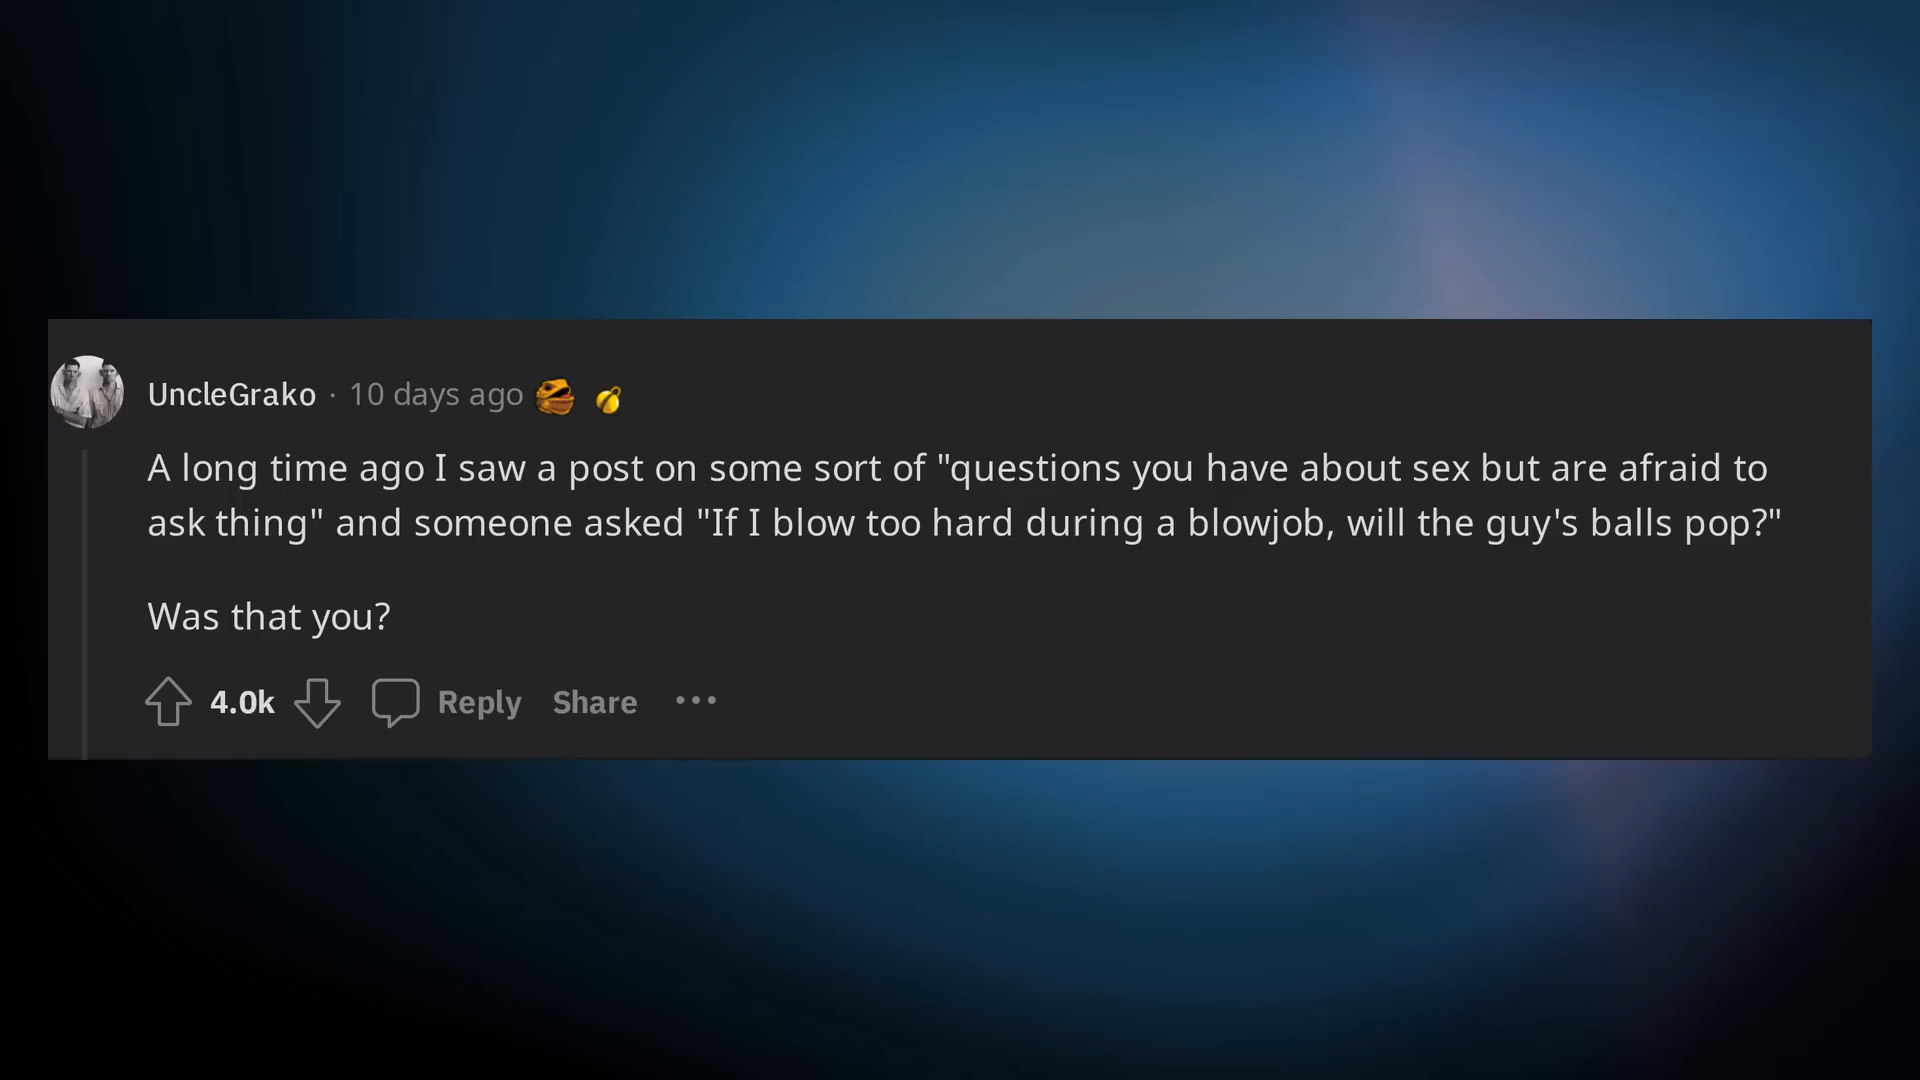 UncleGrako · 10 days ago
A long time ago I saw a post on some sort of "questions you have about sex but are afraid to
ask thing" and someone asked "If I blow too hard during a blowjob, will the guy's balls pop?"
Was that you?
4.0k Reply Share ···